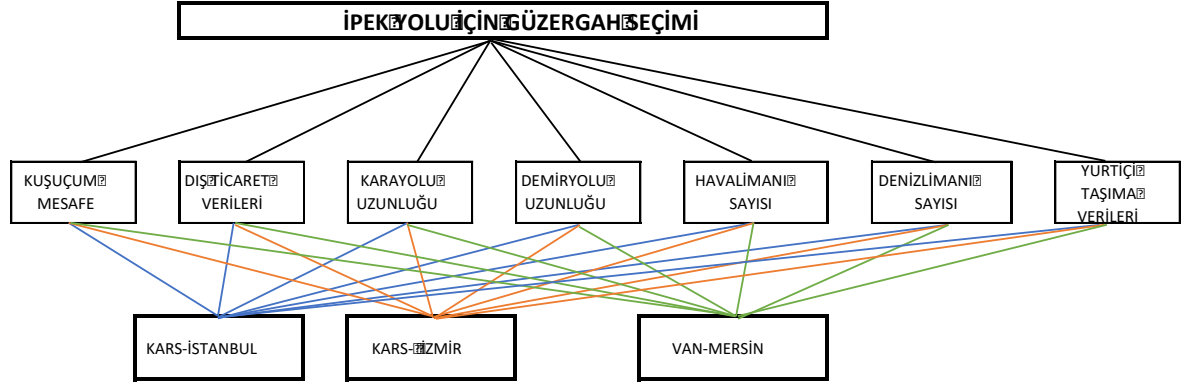 İPEK YOLU İÇİN GÜZERGAH SEÇİMİ
KUŞUÇUM
MESAFE
DIŞ TİCARET
VERİLERİ
KARAYOLU
UZUNLUĞU
DEMİRYOLU
UZUNLUĞU
HAVALİMANI
SAYISI
DENİZLİMANI
SAYISI
YURTİÇİ
TAŞIMA
VERİLERİ
KARS-İSTANBUL
KARS-İZMİR
VAN-MERSİN